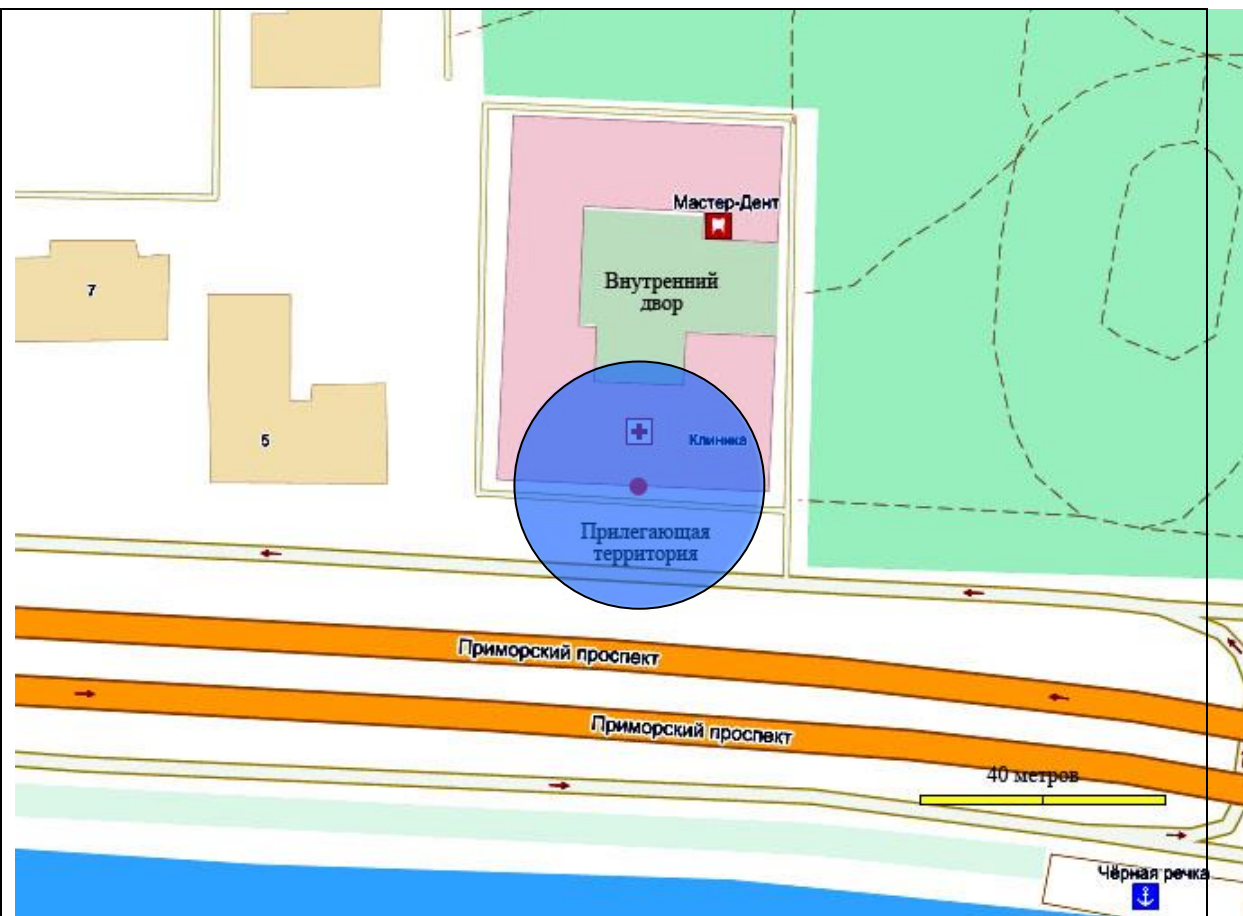 Мастер-Дент
Внутренний
двор
7
5
Клиника
Прилегающая
территория
Приморский проспект
Приморский проспект
40 метров
Чёрная речка